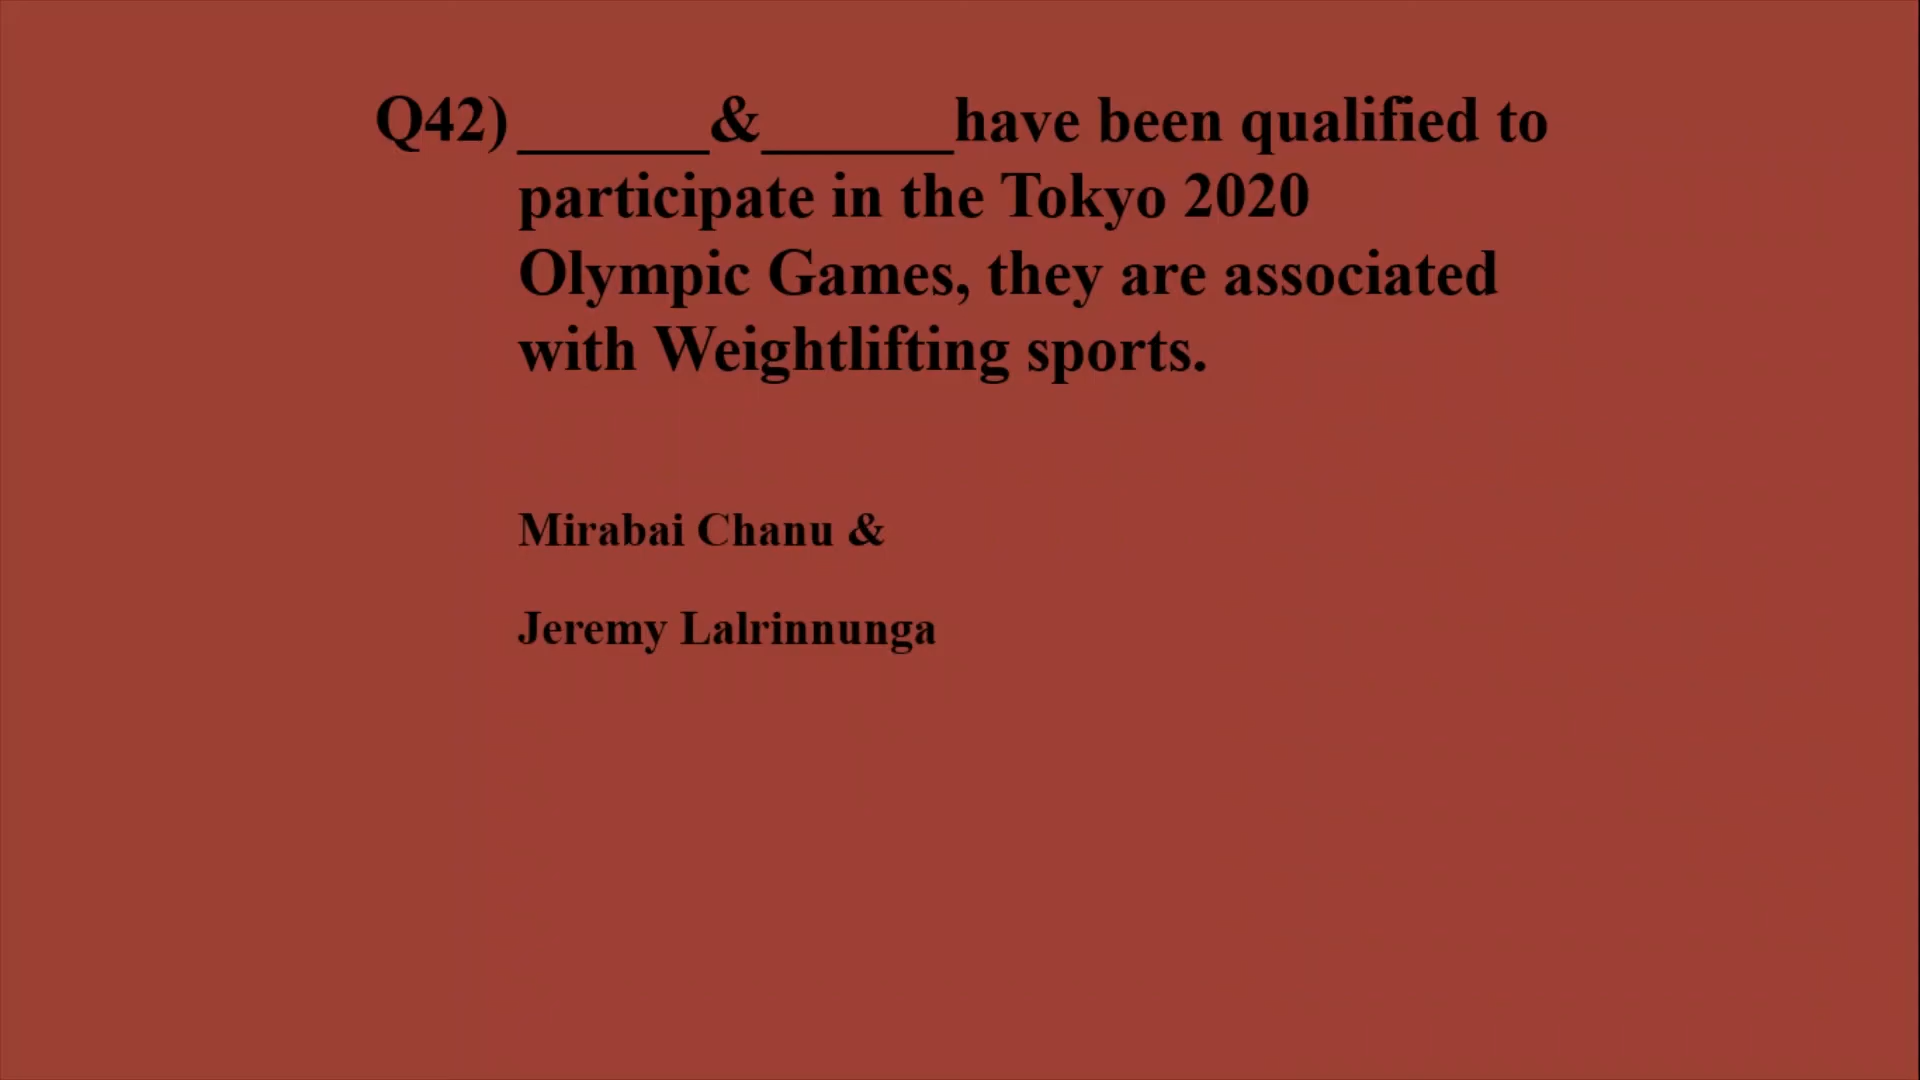 Q42) ______&______have been qualified to
participate in the Tokyo 2020
Olympic Games, they are associated
with Weightlifting sports.
Mirabai Chanu &
Jeremy Lalrinnunga